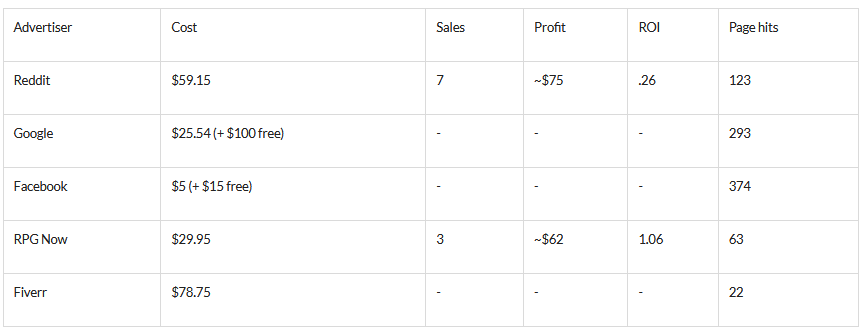 Advertiser Cost Sales Profit ROI Page hits
Reddit $59.15 7 ~$75 .26 123
Google $25.54 (+ $100 free) - - - 293
Facebook $5 (+ $15 free) - - - 374
RPG Now $29.95 3 ~$62 1.06 63
Fiverr $78.75 - - - 22